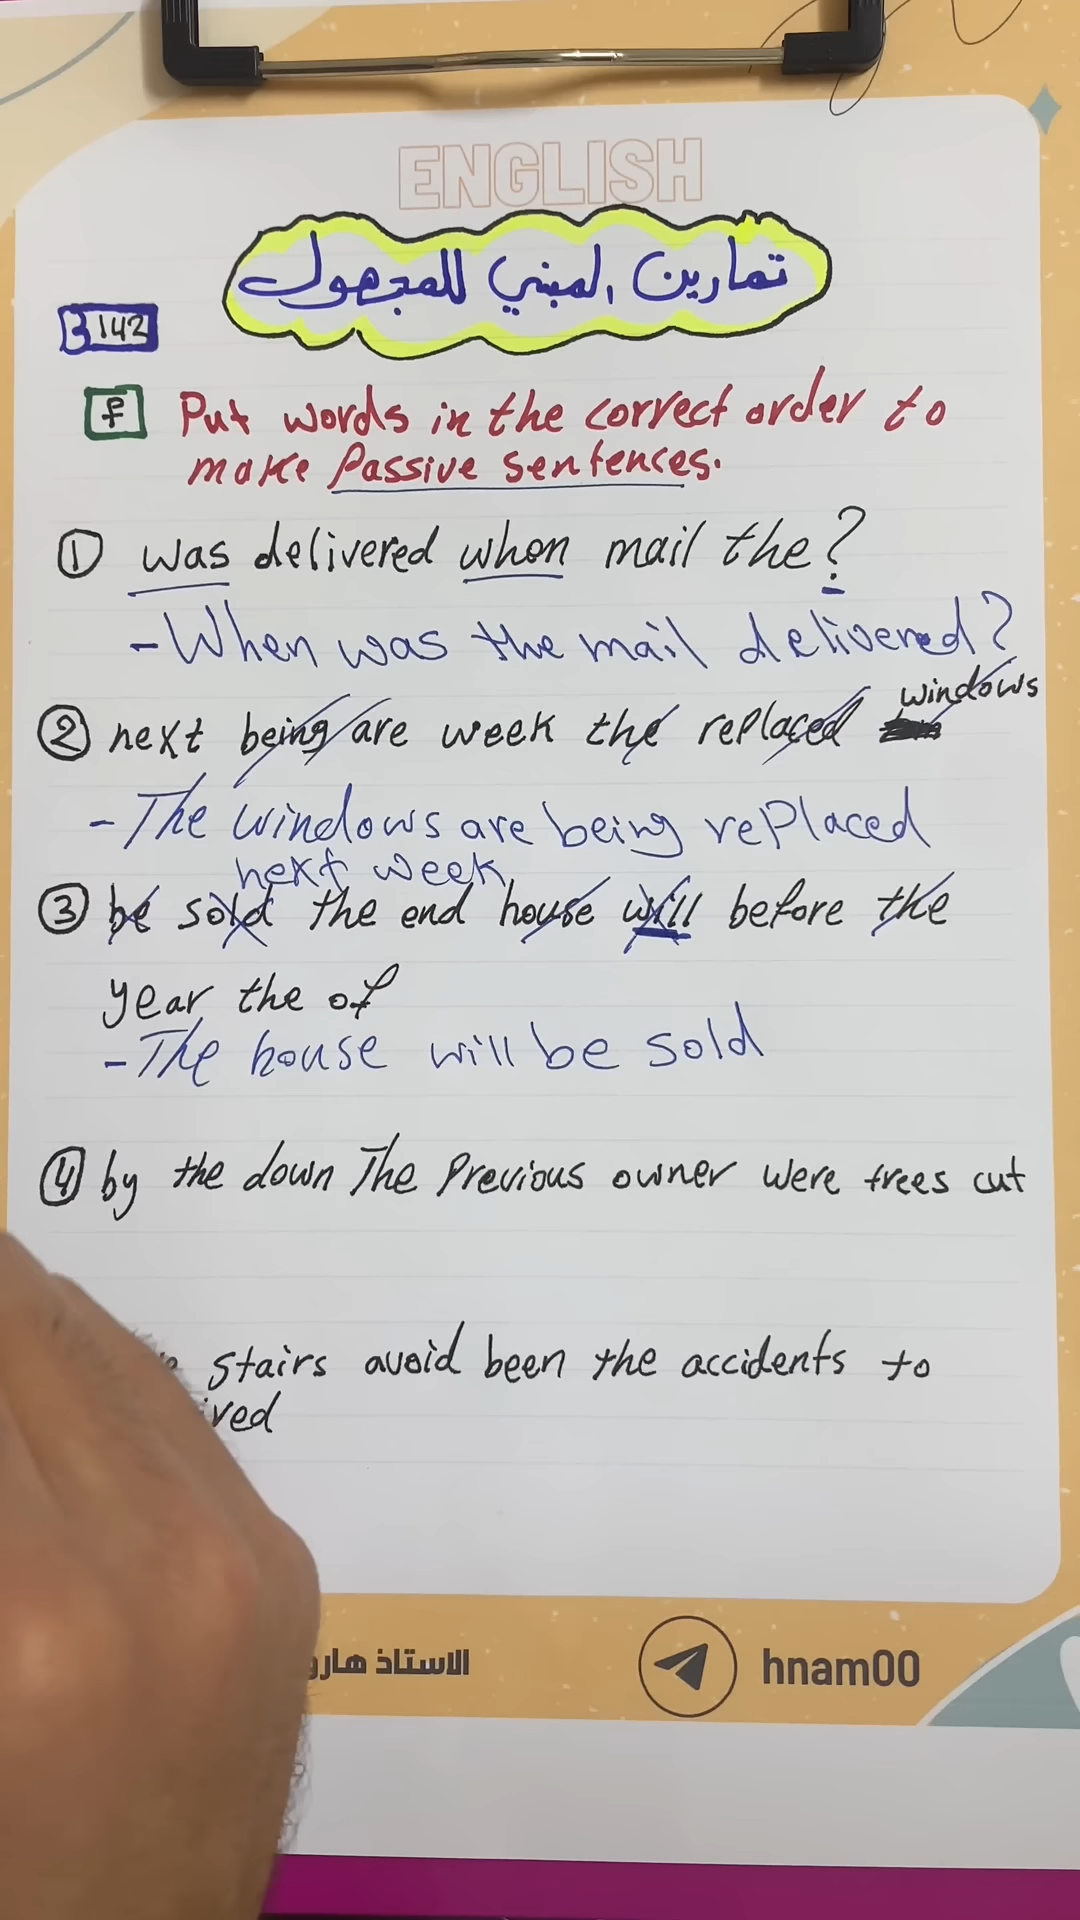 ENGLISH
تمارين المبني للمجهول
3 142
f Put words in the correct order to
make Passive sentences.
① was delivered when mail the?
- When was the mail delivered?
windows
② next being are week the replaced
- The windows are being replaced
next week
③ be sold the end house will before the
year the of
- The house will be sold
④ by the down The Previous owner were trees cut
stairs avoid been the accidents to
الاستاذ
hnam00